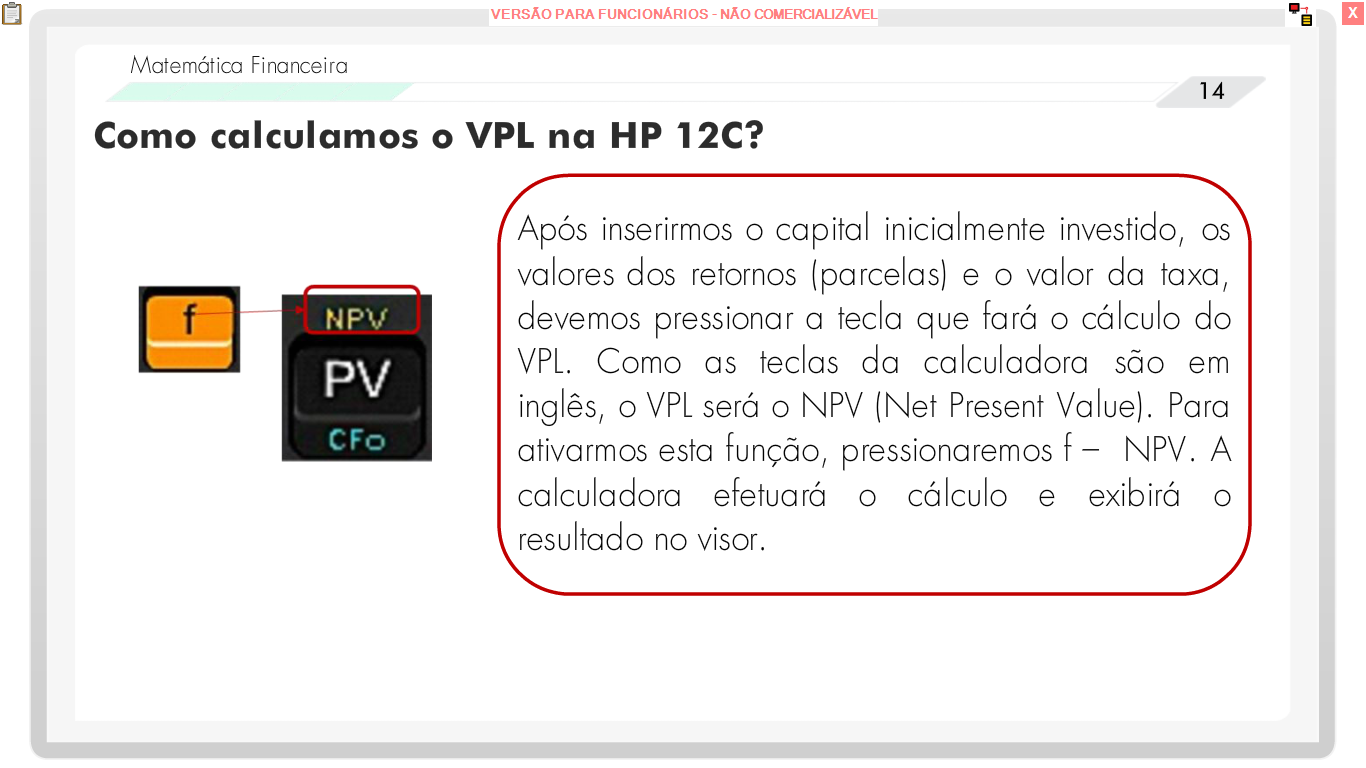 VERSÃO PARA FUNCIONÁRIOS - NÃO COMERCIALIZÁVEL
X
Matemática Financeira
14
Como calculamos o VPL na HP 12C?
Após inserirmos o capital inicialmente investido, os
valores dos retornos (parcelas) e o valor da taxa,
devemos pressionar a tecla que fará o cálculo do
VPL. Como as teclas da calculadora são em
inglês, o VPL será o NPV (Net Present Value). Para
ativarmos esta função, pressionaremos f – NPV. A
calculadora efetuará o cálculo e exibirá o
resultado no visor.
f
NPV
PV
CFo